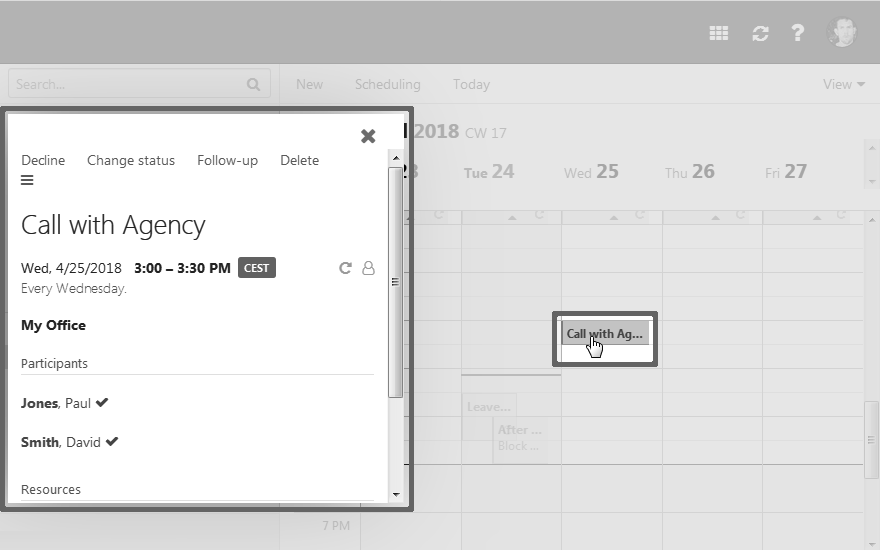 Search...
New Scheduling Today View
2018 CW 17
Tue 24 Wed 25 Thu 26 Fri 27
Decline Change status Follow-up Delete
Call with Agency
Wed, 4/25/2018 3:00 – 3:30 PM CEST
Every Wednesday.
My Office
Participants
Jones, Paul
Smith, David
Resources
Call with Ag...
Leave...
After ...
Block ...
7 PM